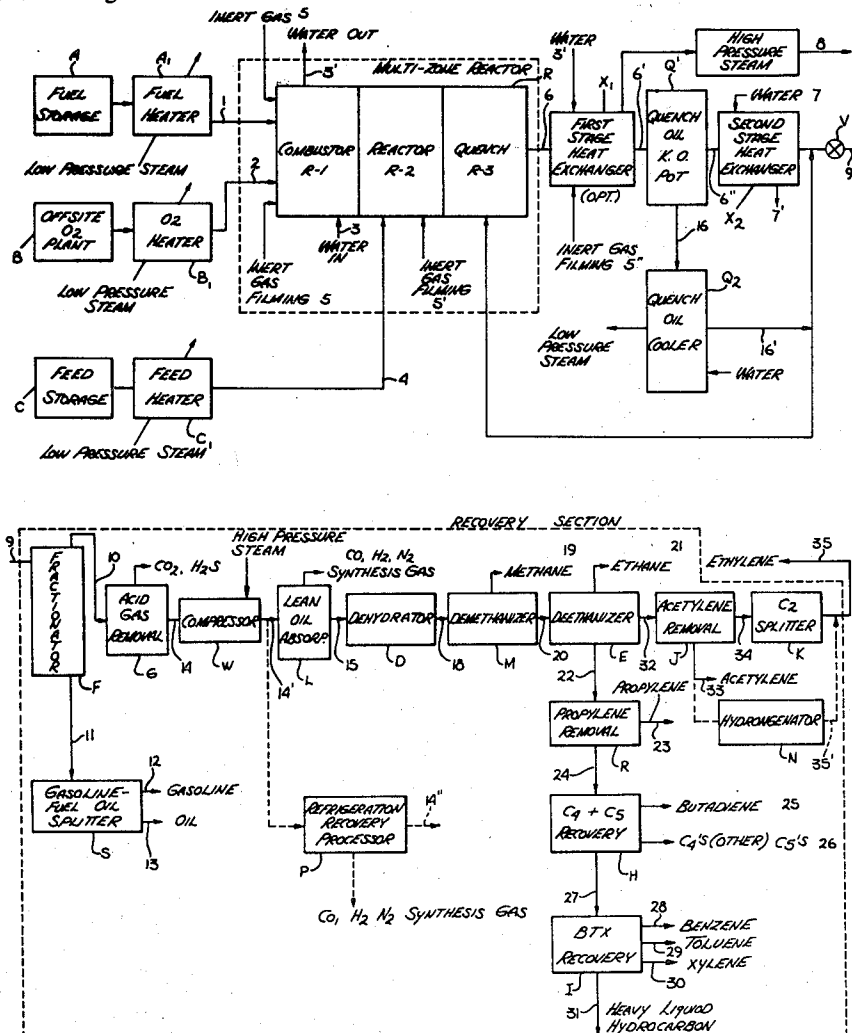 INERT GAS 5
WATER OUT
3'
MULTI-ZONE REACTOR
R
A
FUEL STORAGE
A1
FUEL HEATER
1
LOW PRESSURE STEAM
2
B
OFFSITE O2 PLANT
O2 HEATER
B1
LOW PRESSURE STEAM
COMBUSTOR R-1
REACTOR R-2
QUENCH R-3
INERT GAS FILMING 5
3
WATER IN
INERT GAS FILMING 5'
C
FEED STORAGE
FEED HEATER
C1
4
LOW PRESSURE STEAM
6
WATER 3'
X1
FIRST STAGE HEAT EXCHANGER
(OPT.)
INERT GAS FILMING 5"
6'
Q'
QUENCH OIL K.O. POT
HIGH PRESSURE STEAM
8
WATER 7
SECOND STAGE HEAT EXCHANGER
6"
X2
7'
V
9
16
Q2
QUENCH OIL COOLER
LOW PRESSURE STEAM
16'
WATER
RECOVERY SECTION
9
FRACTIONATOR
F
10
CO2, H2S
ACID GAS REMOVAL
G
14
HIGH PRESSURE STEAM
COMPRESSOR
W
14'
CO, H2, N2
SYNTHESIS GAS
LEAN OIL ABSORP.
L
15
DEHYDRATOR
D
18
METHANE
19
DEMETHANIZER
M
20
ETHANE
21
DEETHANIZER
E
32
ACETYLENE REMOVAL
J
34
C2 SPLITTER
K
ETHYLENE
35
33
ACETYLENE
HYDRONGENATOR
N
35'
22
PROPYLENE
PROPYLENE REMOVAL
23
R
24
11
GASOLINE-FUEL OIL SPLITTER
S
12
GASOLINE
OIL
13
REFRIGERATION RECOVERY PROCESSOR
P
14"
CO, H2 N2 SYNTHESIS GAS
C4 + C5 RECOVERY
H
BUTADIENE 25
C4'S (OTHER) C5'S 26
27
BTX RECOVERY
I
28
BENZENE
TOLUENE
29
XYLENE
30
31
HEAVY LIQUID HYDROCARBON